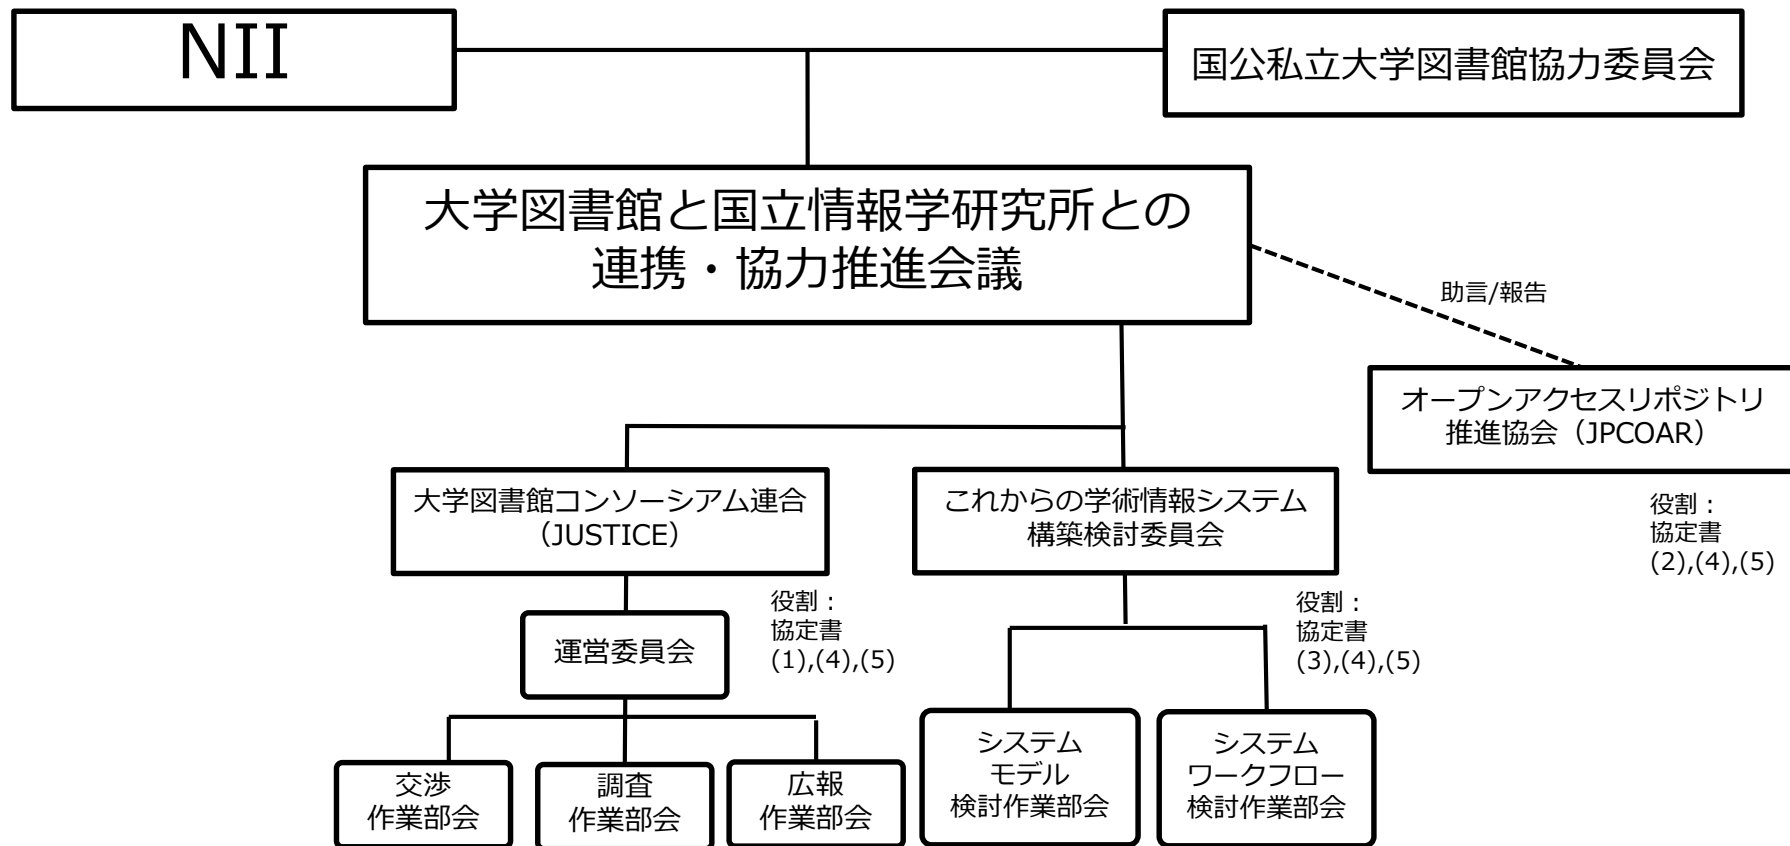 NII
国公私立大学図書館協力委員会
大学図書館と国立情報学研究所との
連携・協力推進会議
助言/報告
オープンアクセスリポジトリ
推進協会（JPCOAR）
役割：
協定書
(2),(4),(5)
大学図書館コンソーシアム連合
（JUSTICE）
これからの学術情報システム
構築検討委員会
運営委員会
役割：
協定書
(1),(4),(5)
役割：
協定書
(3),(4),(5)
交渉
作業部会
調査
作業部会
広報
作業部会
システム
モデル
検討作業部会
システム
ワークフロー
検討作業部会